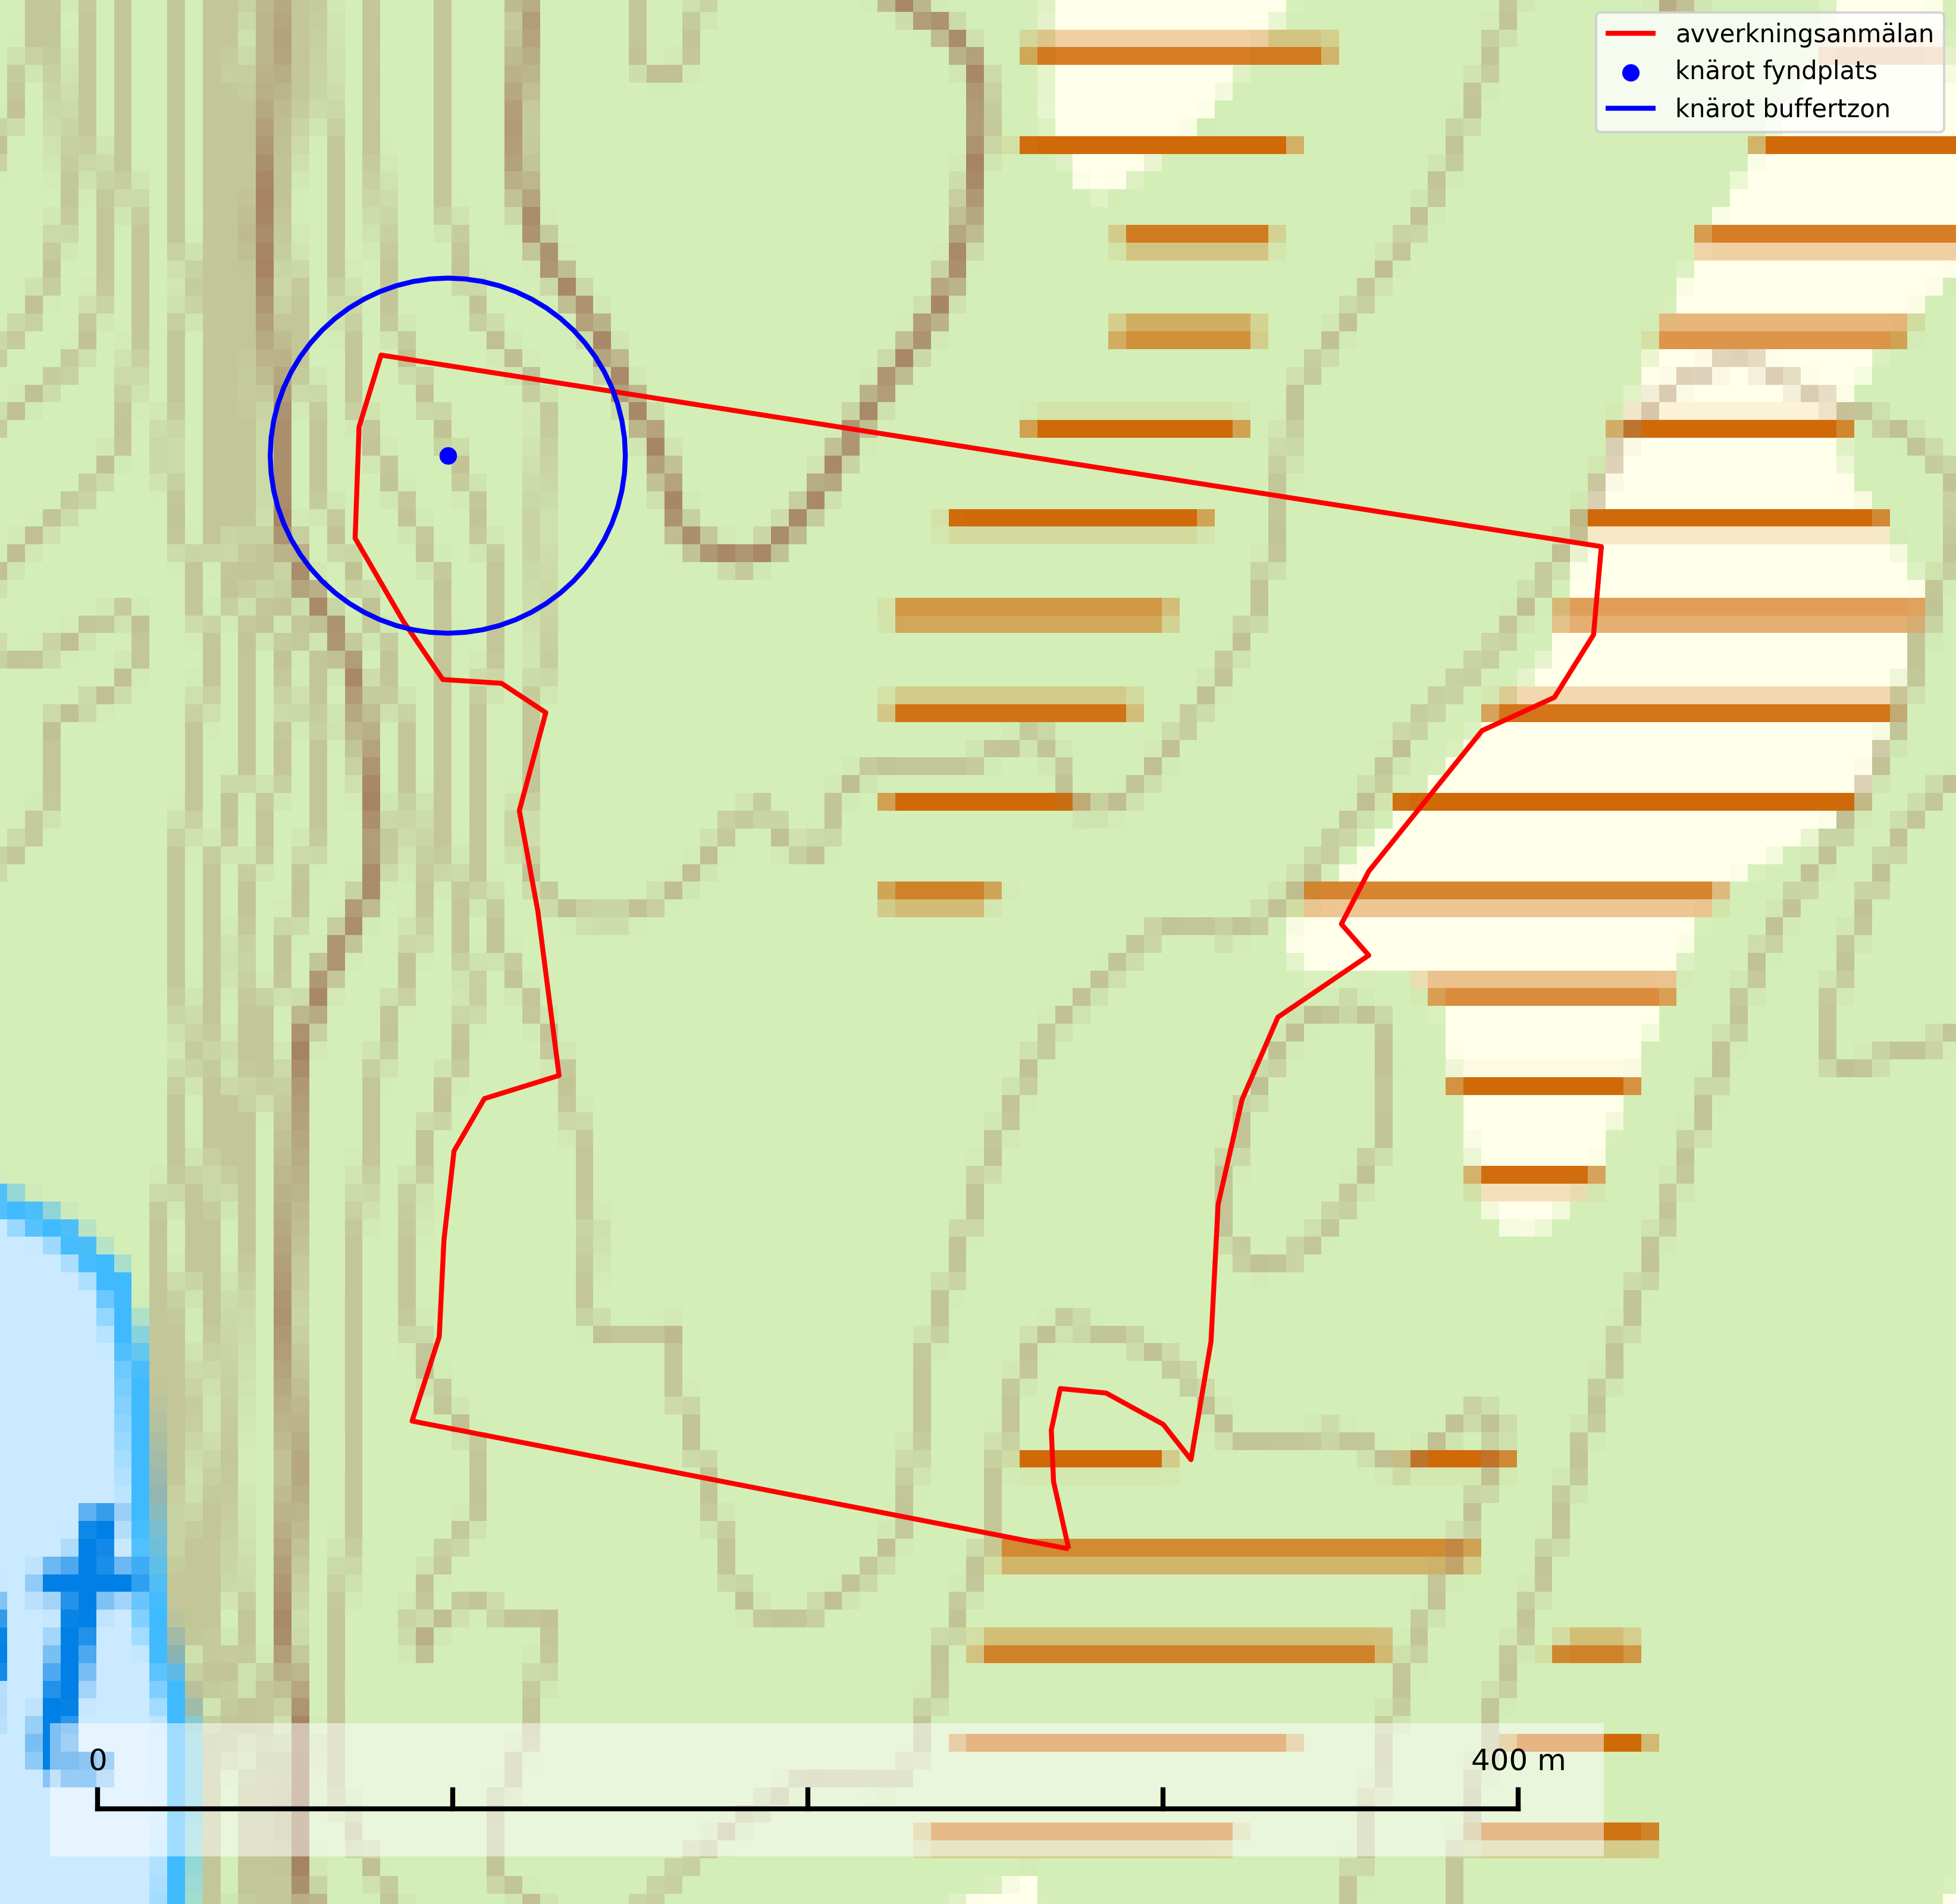 avverkningsanmälan
knärot fyndplats
knärot buffertzon
0
400 m